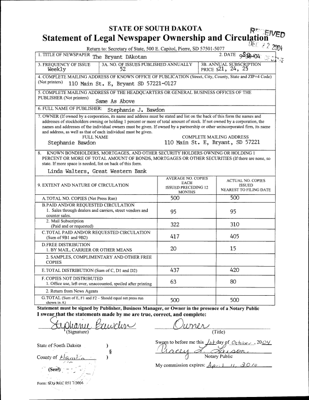 STATE OF SOUTH DAKOTA
Statement of Legal Newspaper Ownership and Circulation
Return to: Secretary of State, 500 E. Capitol, Pierre, SD 57501-5077
1. TITLE OF NEWSPAPER The Bryant Dakotan
2. DATE
3. FREQUENCY OF ISSUE Weekly
3A. NO. OF ISSUES PUBLISHED ANNUALLY 52
3B. ANNUAL SUBSCRIPTION PRICE $21, 24, 25
4. COMPLETE MAILING ADDRESS OF KNOWN OFFICE OF PUBLICATION (Street, City, County, State and ZIP+4 Code)
(Not printers) 110 Main St. E, Bryant SD 57221-0127
5. COMPLETE MAILING ADDRESS OF THE HEADQUARTERS OR GENERAL BUSINESS OFFICES OF THE
PUBLISHER (Not printers)
Same As Above
6. FULL NAME OF PUBLISHER: Stephanie J. Bawdon
7. OWNER (If owned by a corporation, its name and address must be stated and list on the back of this form the names and
addresses of stockholders owning or holding 1 percent or more of total amount of stock. If not owned by a corporation, the
names and addresses of the individual owners must be given. If owned by a partnership or other unincorporated firm, its name
and address, as well as that of each individual must be given.
FULL NAME COMPLETE MAILING ADDRESS
Stephanie Bawdon 110 Main St. E, Bryant, SD 57221
8. KNOWN BONDHOLDERS, MORTGAGES, AND OTHER SECURITY HOLDERS OWNING OR HOLDING 1
PERCENT OR MORE OF TOTAL AMOUNT OF BONDS, MORTGAGES OR OTHER SECURITIES (If there are none, so
state. If more space is needed, list on back of this form.
Linda Walters, Great Western Bank
9. EXTENT AND NATURE OF CIRCULATION
AVERAGE NO. COPIES EACH ISSUED PRECEDING 12 MONTHS
ACTUAL NO. COPIES ISSUED NEAREST TO FILING DATE
A. TOTAL NO. COPIES (Net Press Run) 500 500
B. PAID AND/OR REQUESTED CIRCULATION
1. Sales through dealers and carriers, street vendors and
counter sales. 95 95
2. Mail Subscription
(Paid and or requested) 322 310
C. TOTAL PAID AND/OR REQUESTED CIRCULATION
(Sum of 9B1 and 9B2) 417 405
D. FREE DISTRIBUTION
1. BY MAIL, CARRIER OR OTHER MEANS 20 15
2. SAMPLES, COMPLIMENTARY AND OTHER FREE
COPIES
E. TOTAL DISTRIBUTION (Sum of C, D1 and D2) 437 420
F. COPIES NOT DISTRIBUTED
1. Office use, left over, unaccounted, spoiled after printing 63 80
2. Return from News Agents
G. TOTAL (Sum of E, F1 and F2 - Should equal net press run
shown in A) 500 500
Statement must be signed by Publisher, Business Manager, or Owner in the presence of a Notary Public
I swear that the statements made by me are true, correct, and complete:
Stephanie Bawdon Owner
(Signature) (Title)
State of South Dakota )
§
County of Hamlin )
(Seal)
Sworn to before me this 1st day of October, 2004
Notary Public
My commission expires: